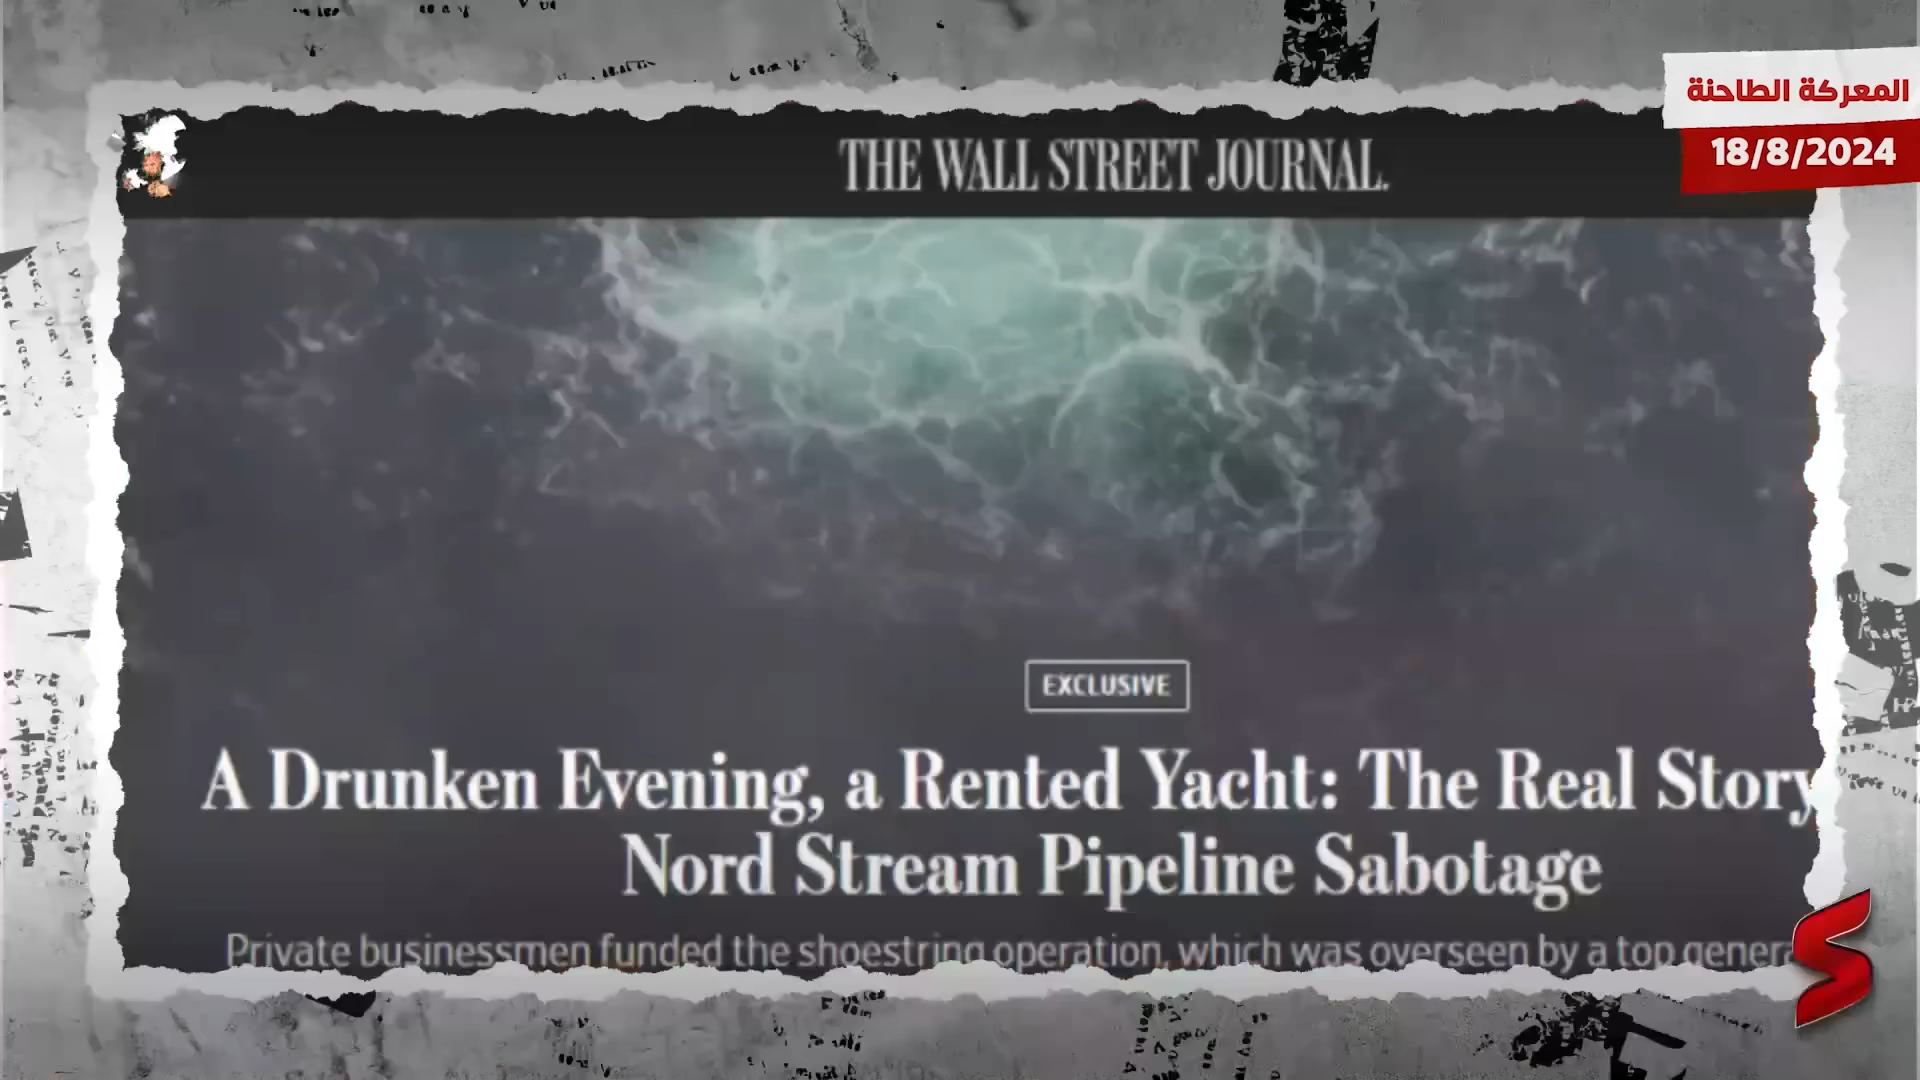 المعركة الطاحنة
18/8/2024
THE WALL STREET JOURNAL.
EXCLUSIVE
A Drunken Evening, a Rented Yacht: The Real Story
Nord Stream Pipeline Sabotage
Private businessmen funded the shoestring operation, which was overseen by a top genera